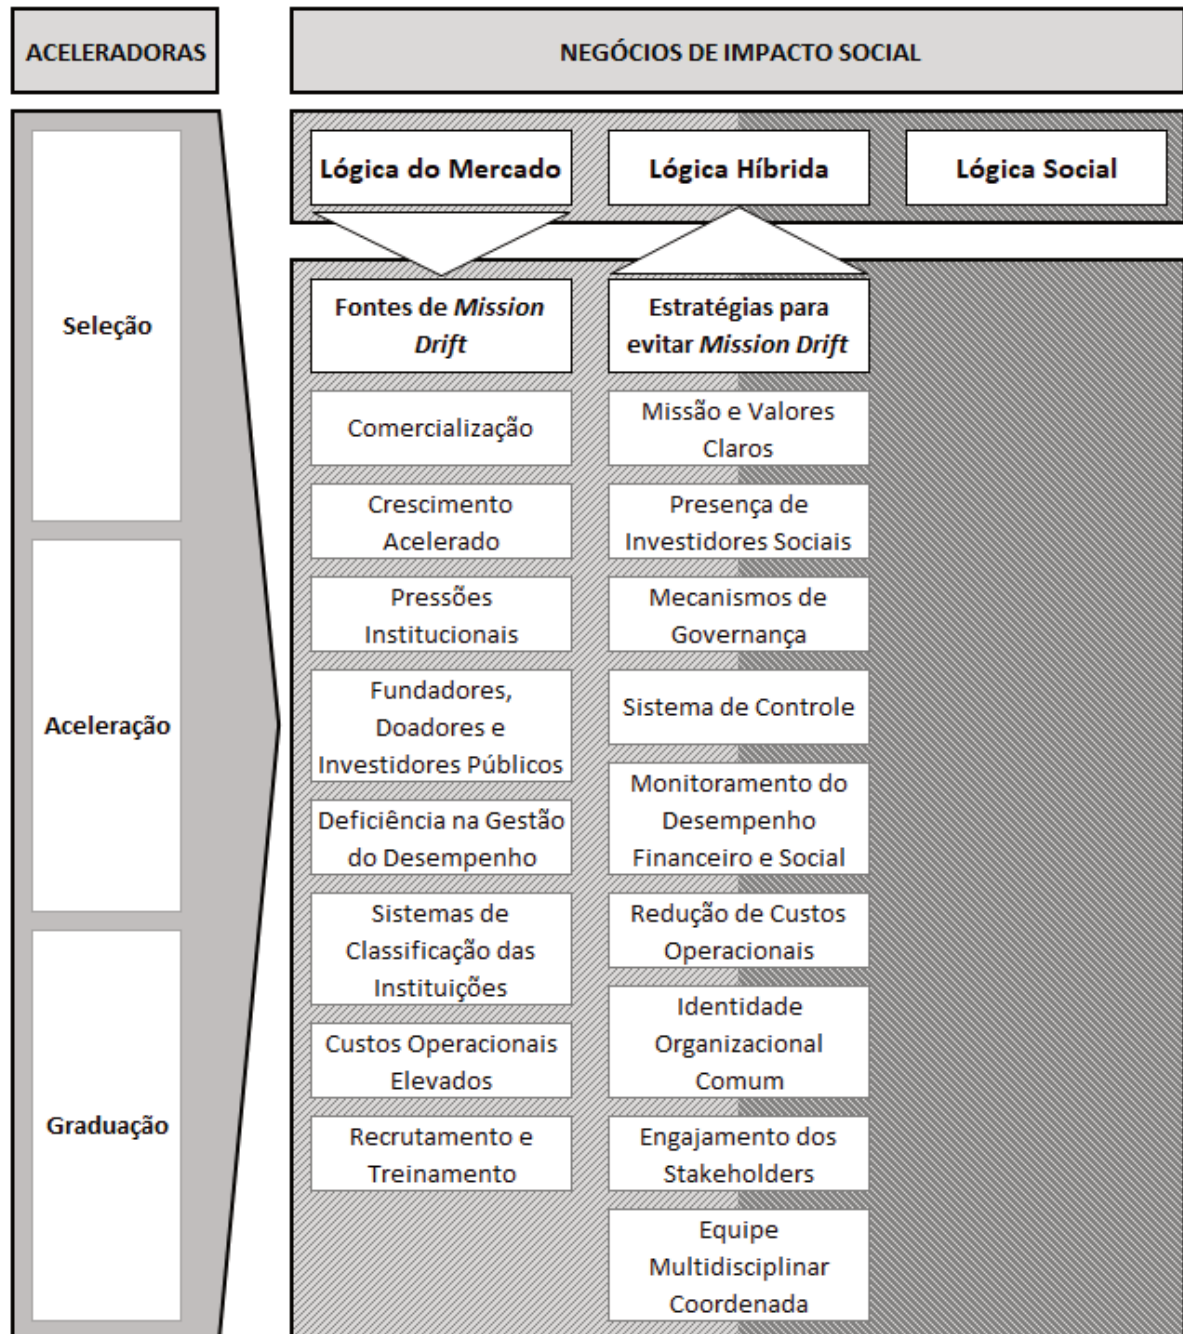 ACELERADORAS
NEGÓCIOS DE IMPACTO SOCIAL
Seleção
Aceleração
Graduação
Lógica do Mercado
Lógica Híbrida
Lógica Social
Fontes de Mission
Drift
Comercialização
Crescimento
Acelerado
Pressões
Institucionais
Fundadores,
Doadores e
Investidores Públicos
Deficiência na Gestão
do Desempenho
Sistemas de
Classificação das
Instituições
Custos Operacionais
Elevados
Recrutamento e
Treinamento
Estratégias para
evitar Mission Drift
Missão e Valores
Claros
Presença de
Investidores Sociais
Mecanismos de
Governança
Sistema de Controle
Monitoramento do
Desempenho
Financeiro e Social
Redução de Custos
Operacionais
Identidade
Organizacional
Comum
Engajamento dos
Stakeholders
Equipe
Multidisciplinar
Coordenada